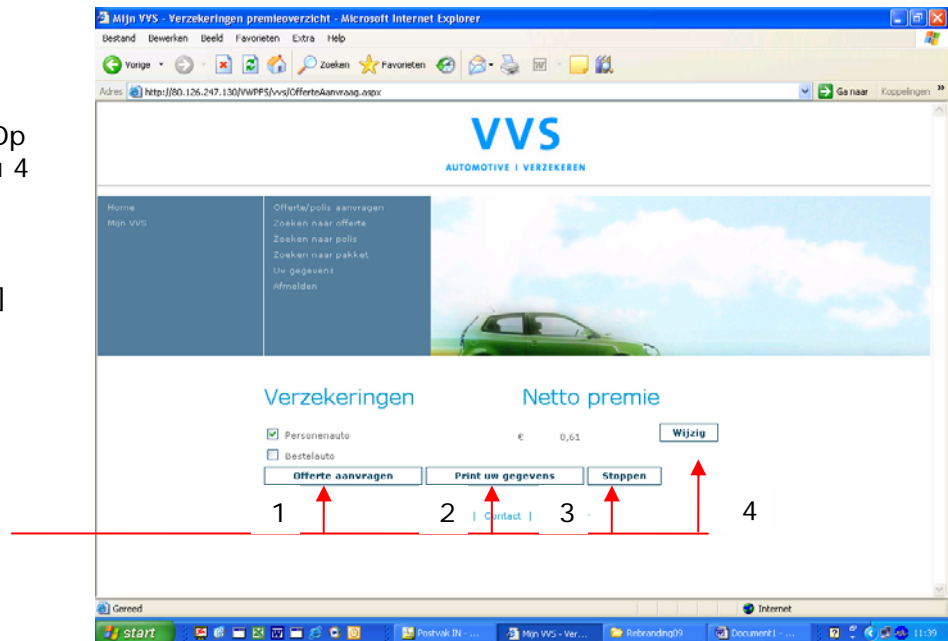 Mijn VVS - Verzekeringen premieoverzicht - Microsoft Internet Explorer
Bestand Bewerken Beeld Favorieten Extra Help
Vorige Zoeken Favorieten
Adres http://80.126.247.130/VWPFS/vvs/OfferteAanvraag.aspx Ga naar Koppelingen »
Op
4
]
VVS
AUTOMOTIVE I VERZEKEREN
Home
Mijn VVS
Offerte/polis aanvragen
Zoeken naar offerte
Zoeken naar polis
Zoeken naar pakket
Uw gegevens
Afmelden
Verzekeringen Netto premie
Personenauto € 0,61 Wijzig
Bestelauto
Offerte aanvragen Print uw gegevens Stoppen
1 2 | Contact | 3 4
Gereed Internet
start Postvak IN - ... Mijn VVS - Ver... Rebranding09 Document1 - ... 11:39